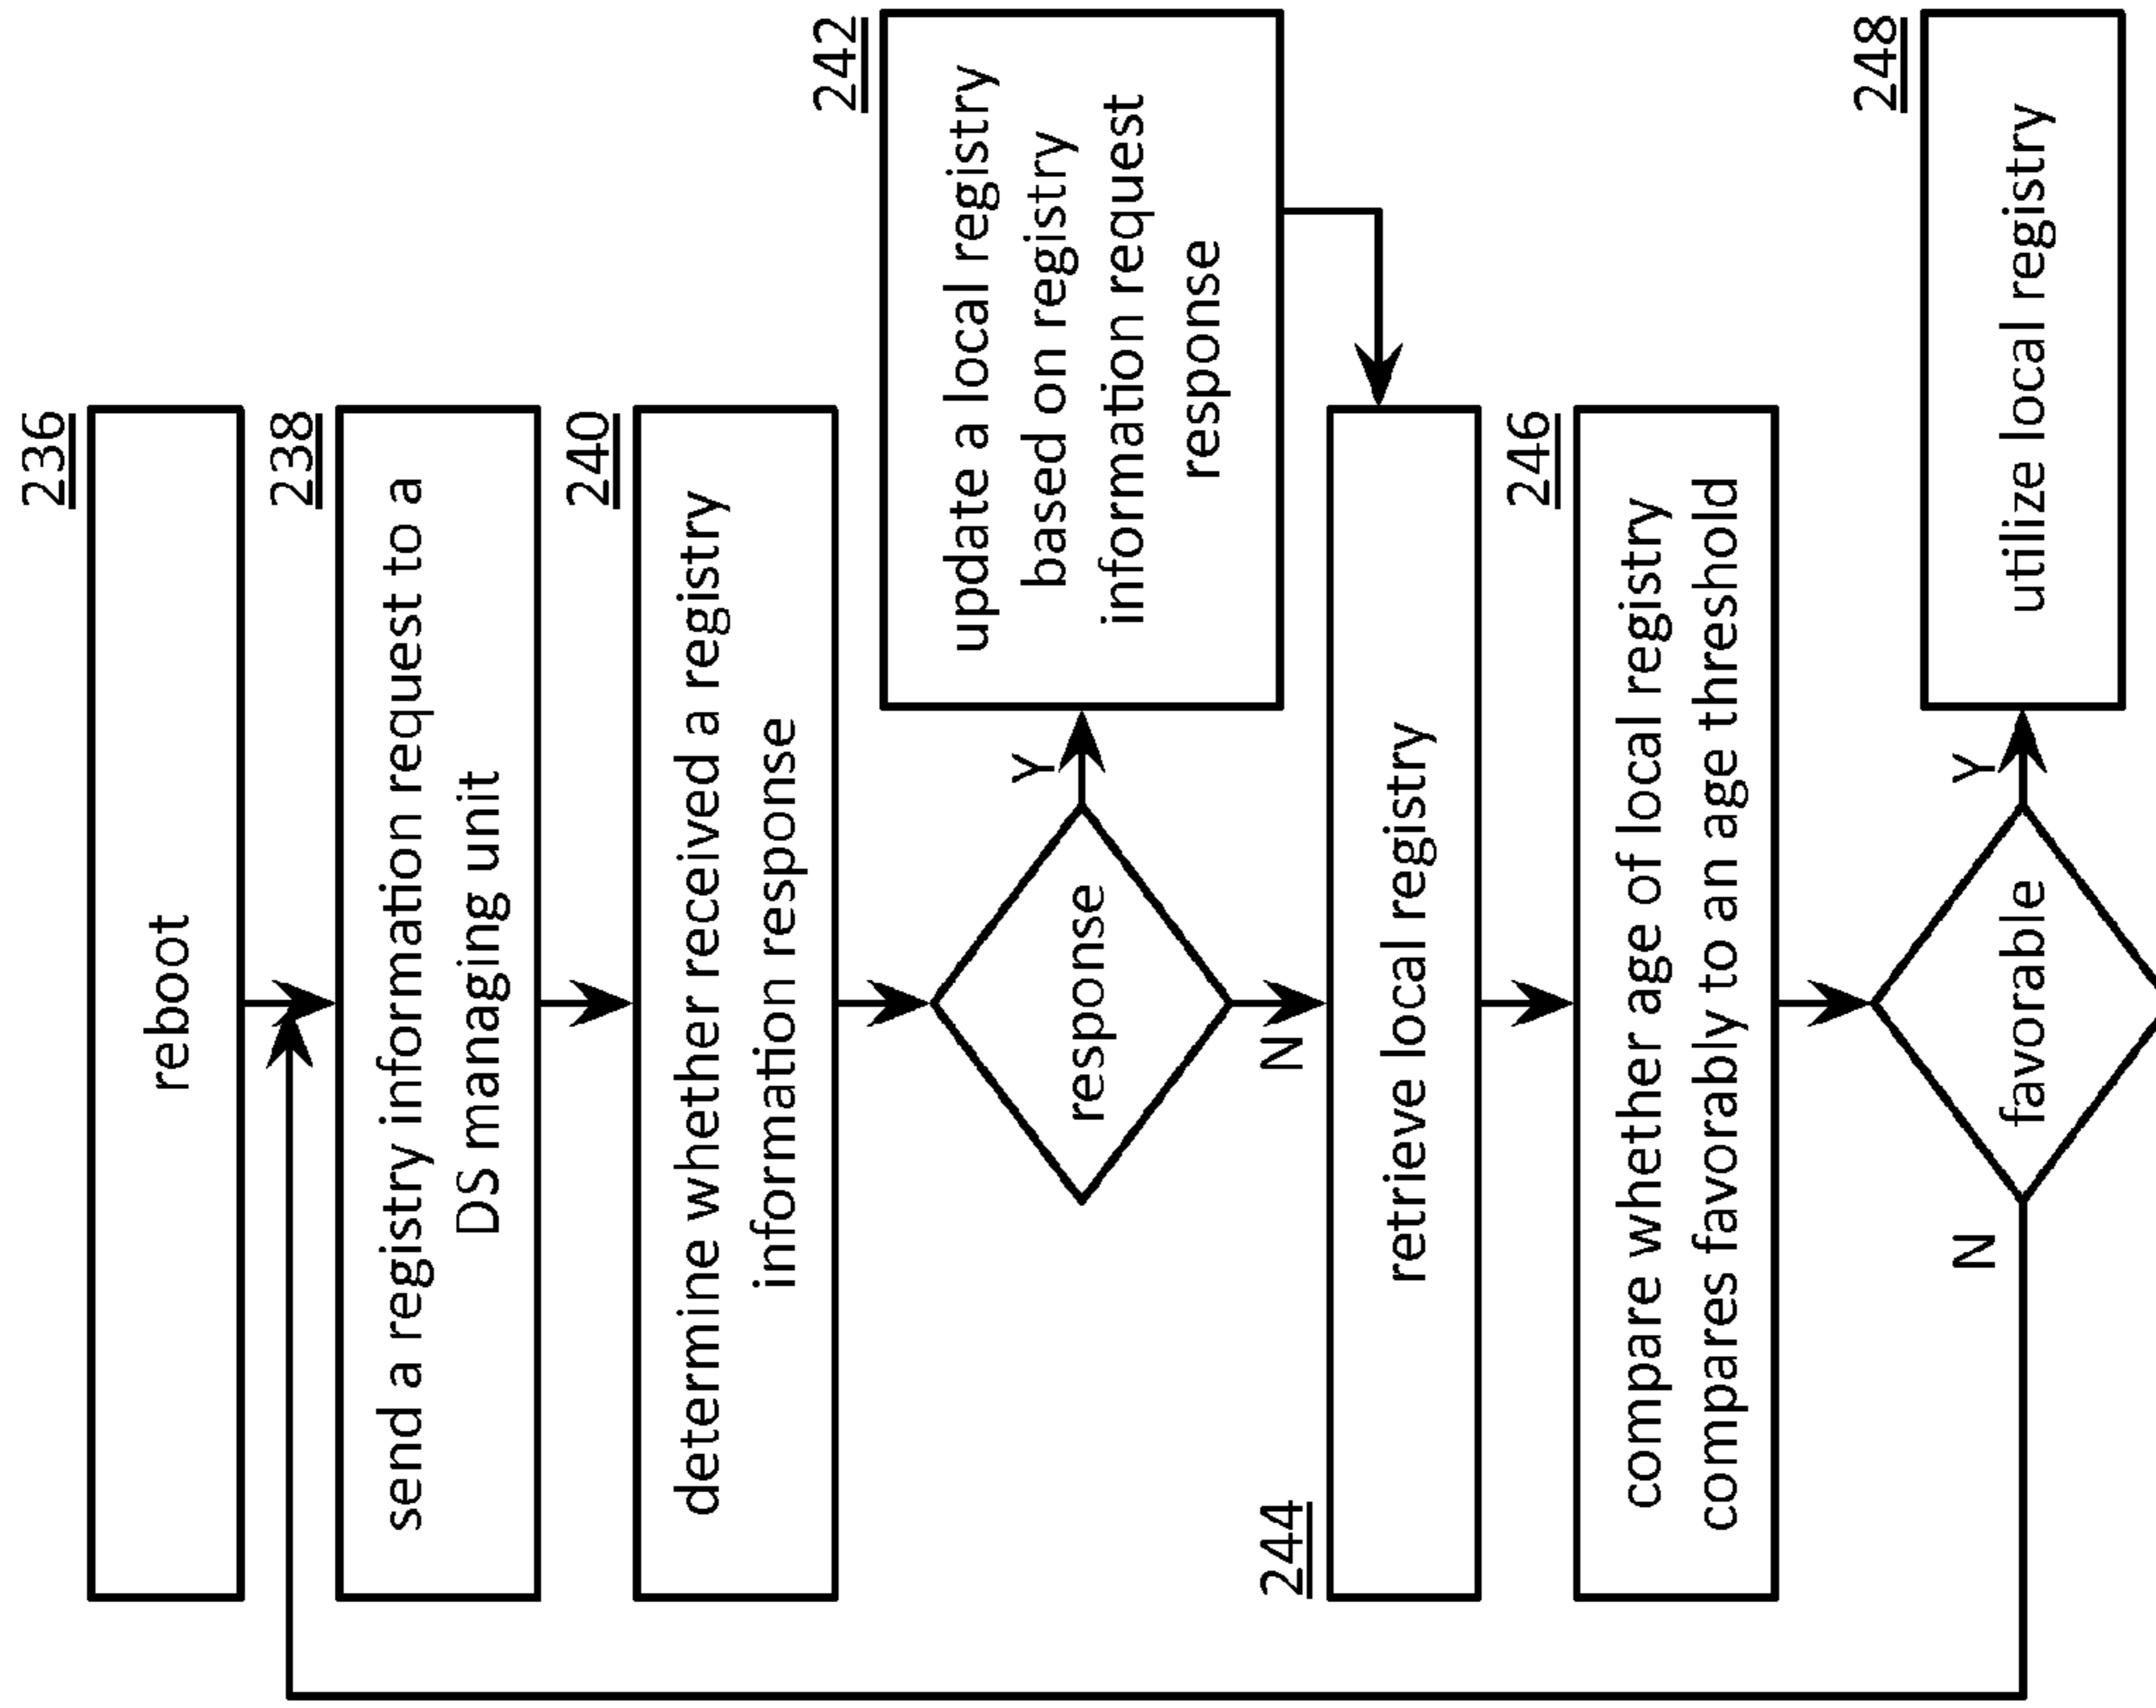 236
reboot
238
send a registry information request to a
DS managing unit
240
determine whether received a registry
information response
response
Y
242
update a local registry
based on registry
information request
response
N
244
retrieve local registry
246
compare whether age of local registry
compares favorably to an age threshold
favorable
N
Y
248
utilize local registry